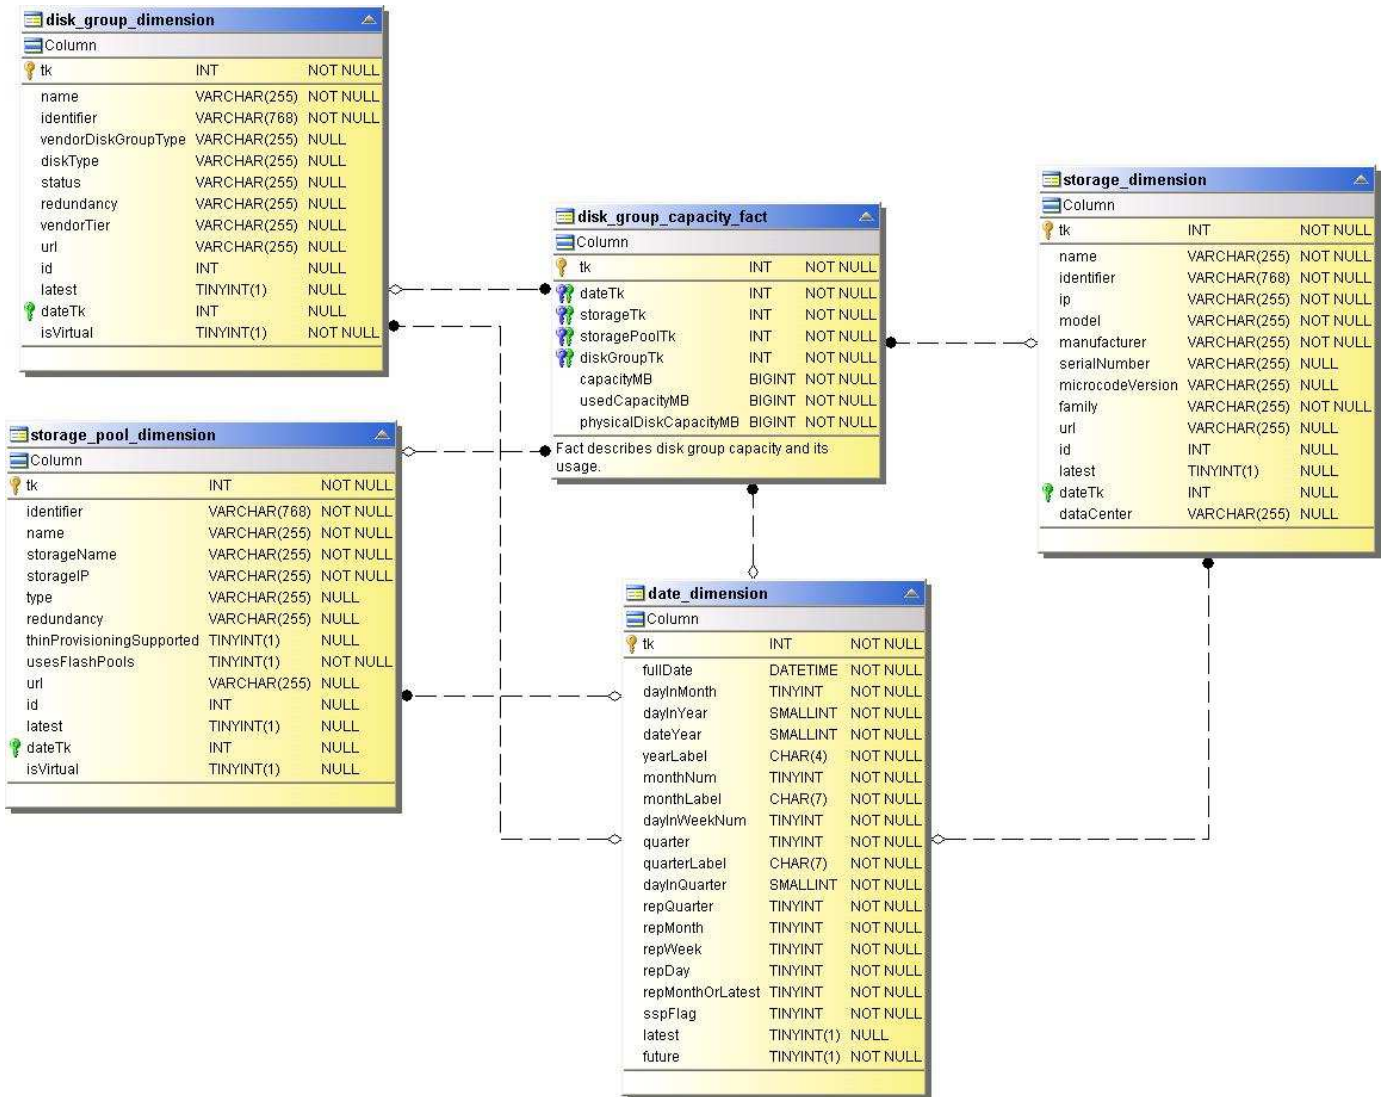 disk_group_dimension
Column
tk INT NOT NULL
name VARCHAR(255) NOT NULL
identifier VARCHAR(768) NOT NULL
vendorDiskGroupType VARCHAR(255) NULL
diskType VARCHAR(255) NULL
status VARCHAR(255) NULL
redundancy VARCHAR(255) NULL
vendorTier VARCHAR(255) NULL
url VARCHAR(255) NULL
id INT NULL
latest TINYINT(1) NULL
dateTk INT NULL
isVirtual TINYINT(1) NOT NULL
storage_pool_dimension
Column
tk INT NOT NULL
identifier VARCHAR(768) NOT NULL
name VARCHAR(255) NOT NULL
storageName VARCHAR(255) NOT NULL
storageIP VARCHAR(255) NOT NULL
type VARCHAR(255) NULL
redundancy VARCHAR(255) NULL
thinProvisioningSupported TINYINT(1) NULL
usesFlashPools TINYINT(1) NOT NULL
url VARCHAR(255) NULL
id INT NULL
latest TINYINT(1) NULL
dateTk INT NULL
isVirtual TINYINT(1) NULL
disk_group_capacity_fact
Column
tk INT NOT NULL
dateTk INT NOT NULL
storageTk INT NOT NULL
storagePoolTk INT NOT NULL
diskGroupTk INT NOT NULL
capacityMB BIGINT NOT NULL
usedCapacityMB BIGINT NOT NULL
physicalDiskCapacityMB BIGINT NOT NULL
Fact describes disk group capacity and its
usage.
date_dimension
Column
tk INT NOT NULL
fullDate DATETIME NOT NULL
dayInMonth TINYINT NOT NULL
dayInYear SMALLINT NOT NULL
dateYear SMALLINT NOT NULL
yearLabel CHAR(4) NOT NULL
monthNum TINYINT NOT NULL
monthLabel CHAR(7) NOT NULL
dayInWeekNum TINYINT NOT NULL
quarter TINYINT NOT NULL
quarterLabel CHAR(7) NOT NULL
dayInQuarter SMALLINT NOT NULL
repQuarter TINYINT NOT NULL
repMonth TINYINT NOT NULL
repWeek TINYINT NOT NULL
repDay TINYINT NOT NULL
repMonthOrLatest TINYINT NOT NULL
sspFlag TINYINT NOT NULL
latest TINYINT(1) NULL
future TINYINT(1) NOT NULL
storage_dimension
Column
tk INT NOT NULL
name VARCHAR(255) NOT NULL
identifier VARCHAR(768) NOT NULL
ip VARCHAR(255) NOT NULL
model VARCHAR(255) NOT NULL
manufacturer VARCHAR(255) NOT NULL
serialNumber VARCHAR(255) NULL
microcodeVersion VARCHAR(255) NULL
family VARCHAR(255) NOT NULL
url VARCHAR(255) NULL
id INT NULL
latest TINYINT(1) NULL
dateTk INT NULL
dataCenter VARCHAR(255) NULL